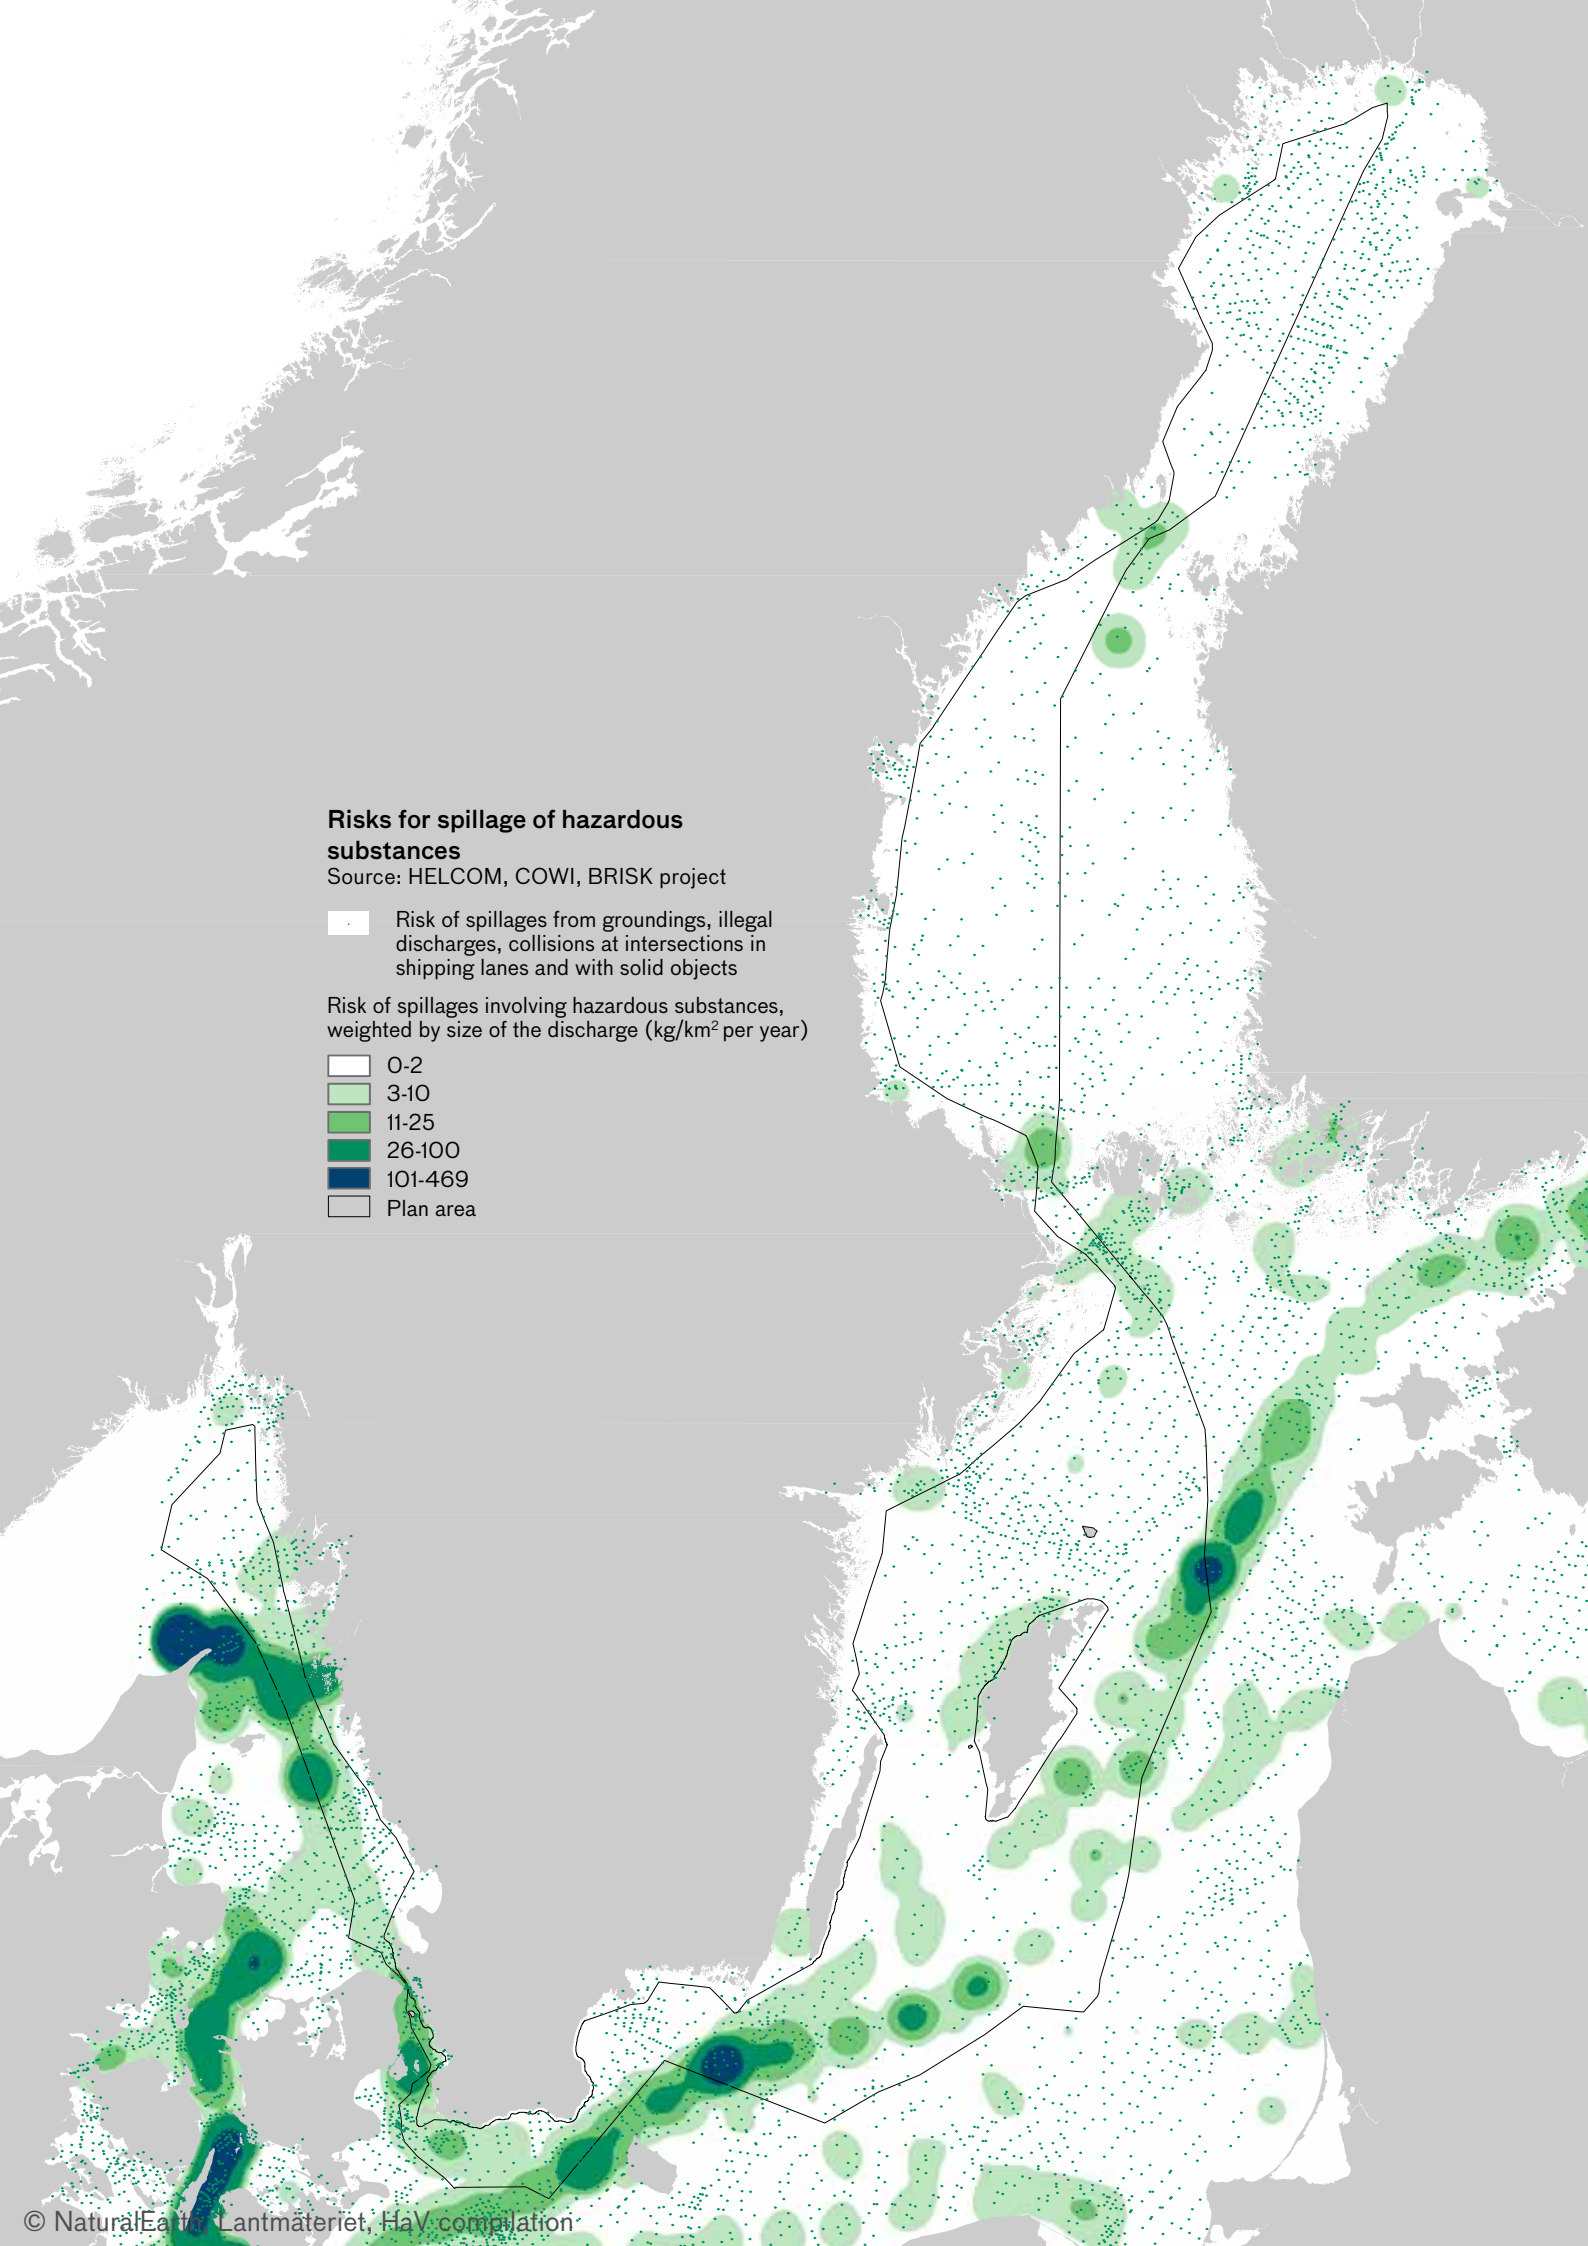 Risks for spillage of hazardous
substances
Source: HELCOM, COWI, BRISK project
Risk of spillages from groundings, illegal
discharges, collisions at intersections in
shipping lanes and with solid objects
Risk of spillages involving hazardous substances,
weighted by size of the discharge (kg/km² per year)
0-2
3-10
11-25
26-100
101-469
Plan area
© NaturalEarth, Lantmäteriet, HaV compilation